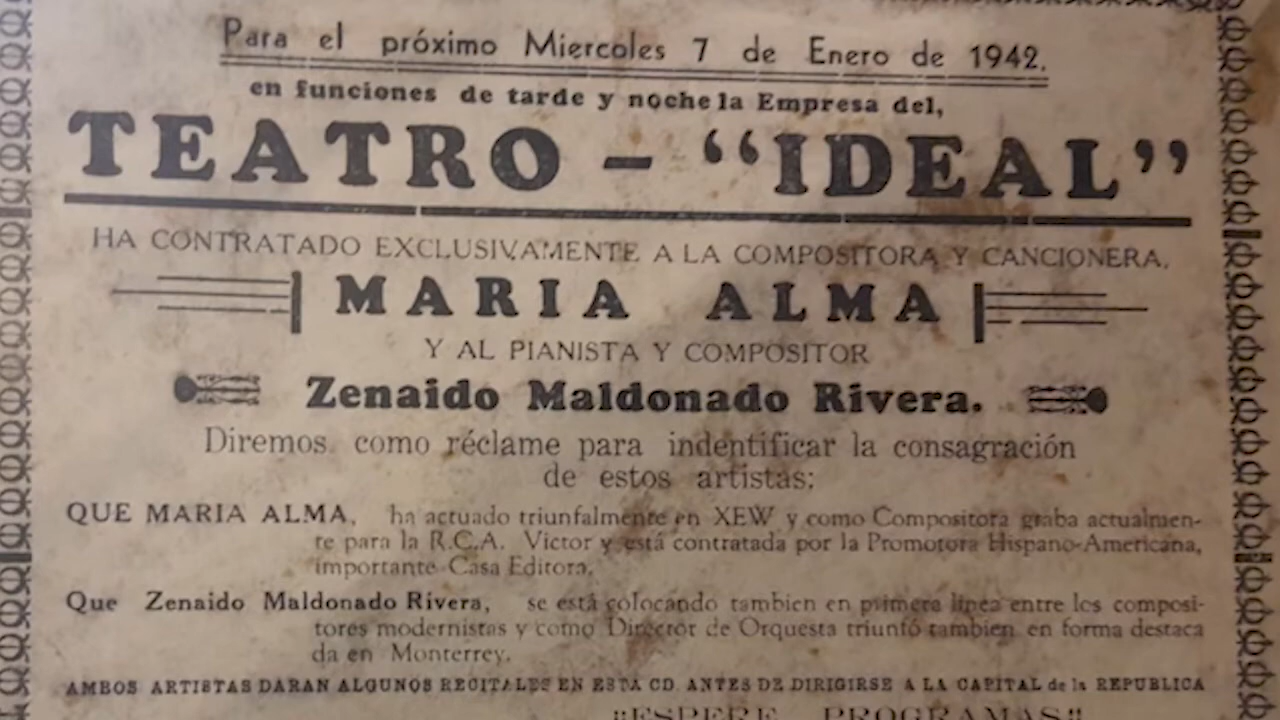 Para el próximo Miercoles 7 de Enero de 1942.
en funciones de tarde y noche la Empresa del,
TEATRO - “IDEAL”
HA CONTRATADO EXCLUSIVAMENTE A LA COMPOSITORA Y CANCIONERA.
MARIA ALMA
Y AL PIANISTA Y COMPOSITOR
Zenaido Maldonado Rivera.
Diremos como réclame para indentificar la consagración
de estos artistas:
QUE MARIA ALMA, ha actuado triunfalmente en XEW y como Compositora graba actualmen-
te para la R.C.A. Victor y está contratada por la Promotora Hispano-Americana,
importante Casa Editora.
Que Zenaido Maldonado Rivera, se está colocando tambien en primera linea entre los composi-
tores modernistas y como Director de Orquesta triunfó tambien en forma destaca
da en Monterrey.
AMBOS ARTISTAS DARAN ALGUNOS RECITALES EN ESTA CD. ANTES DE DIRIGIRSE A LA CAPITAL de la REPUBLICA
"ESPERE PROGRAMAS"